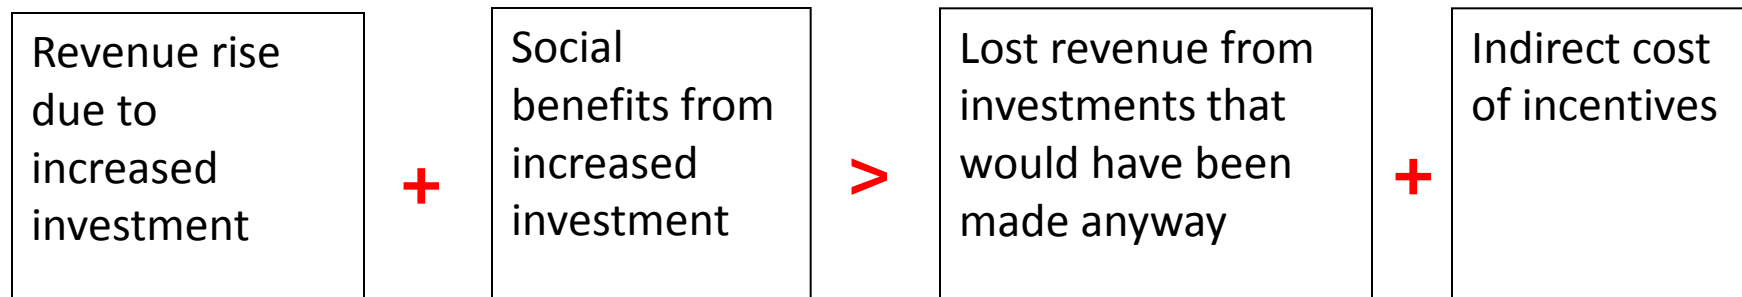 Revenue rise
due to
increased
investment
+
Social
benefits from
increased
investment
>
Lost revenue from
investments that
would have been
made anyway
+
Indirect cost
of incentives